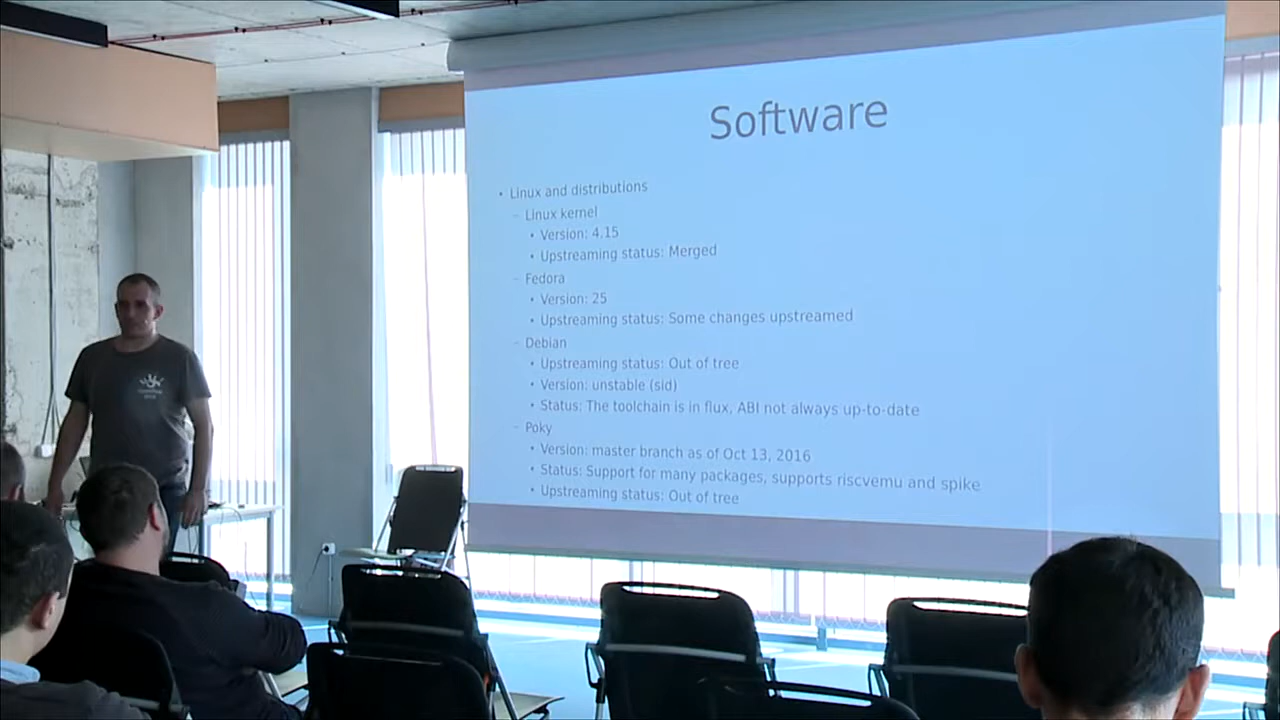 Software
• Linux and distributions
– Linux kernel
• Version: 4.15
• Upstreaming status: Merged
– Fedora
• Version: 25
• Upstreaming status: Some changes upstreamed
– Debian
• Upstreaming status: Out of tree
• Version: unstable (sid)
• Status: The toolchain is in flux, ABI not always up-to-date
– Poky
• Version: master branch as of Oct 13, 2016
• Status: Support for many packages, supports riscvemu and spike
• Upstreaming status: Out of tree